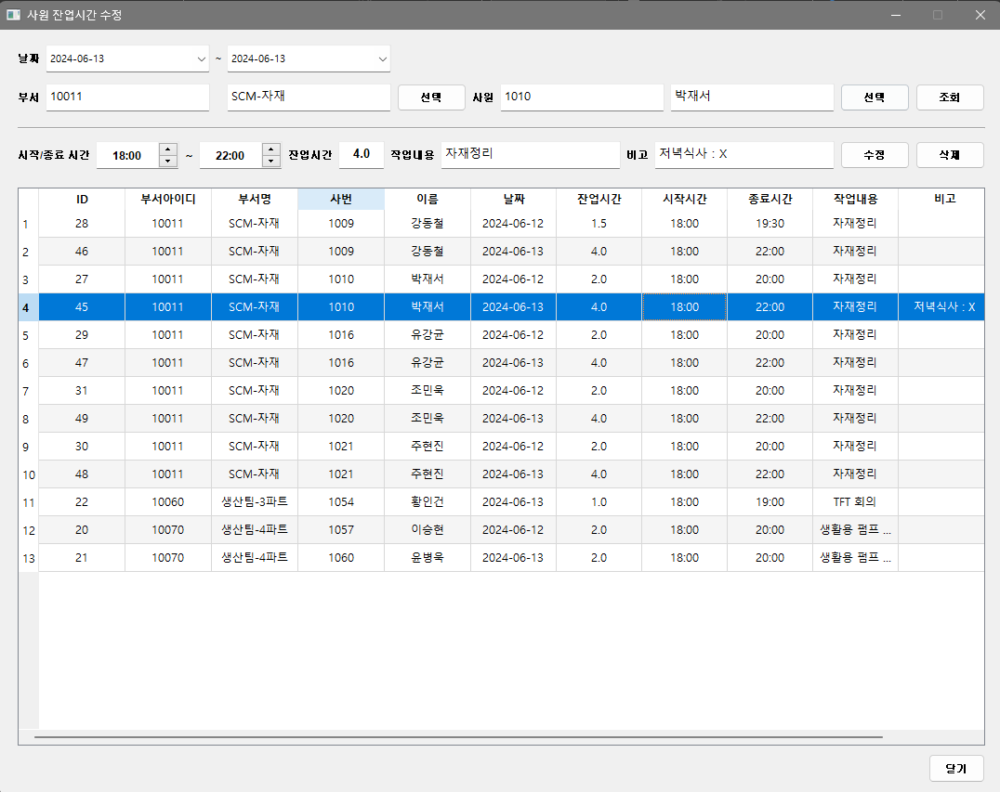 사원 잔업시간 수정
날짜 2024-06-13 ~ 2024-06-13
부서 10011 SCM-자재 선택 사원 1010 박재서 선택 조회
시작/종료 시간 18:00 ~ 22:00 잔업시간 4.0 작업내용 자재정리 비고 저녁식사 : X 수정 삭제
ID 부서아이디 부서명 사번 이름 날짜 잔업시간 시작시간 종료시간 작업내용 비고
1 28 10011 SCM-자재 1009 강동철 2024-06-12 1.5 18:00 19:30 자재정리
2 46 10011 SCM-자재 1009 강동철 2024-06-13 4.0 18:00 22:00 자재정리
3 27 10011 SCM-자재 1010 박재서 2024-06-12 2.0 18:00 20:00 자재정리
4 45 10011 SCM-자재 1010 박재서 2024-06-13 4.0 18:00 22:00 자재정리 저녁식사 : X
5 29 10011 SCM-자재 1016 유강균 2024-06-12 2.0 18:00 20:00 자재정리
6 47 10011 SCM-자재 1016 유강균 2024-06-13 4.0 18:00 22:00 자재정리
7 31 10011 SCM-자재 1020 조민욱 2024-06-12 2.0 18:00 20:00 자재정리
8 49 10011 SCM-자재 1020 조민욱 2024-06-13 4.0 18:00 22:00 자재정리
9 30 10011 SCM-자재 1021 주현진 2024-06-12 2.0 18:00 20:00 자재정리
10 48 10011 SCM-자재 1021 주현진 2024-06-13 4.0 18:00 22:00 자재정리
11 22 10060 생산팀-3파트 1054 황인건 2024-06-13 1.0 18:00 19:00 TFT 회의
12 20 10070 생산팀-4파트 1057 이승현 2024-06-12 2.0 18:00 20:00 생활용 펌프 ...
13 21 10070 생산팀-4파트 1060 윤병욱 2024-06-13 2.0 18:00 20:00 생활용 펌프 ...
닫기